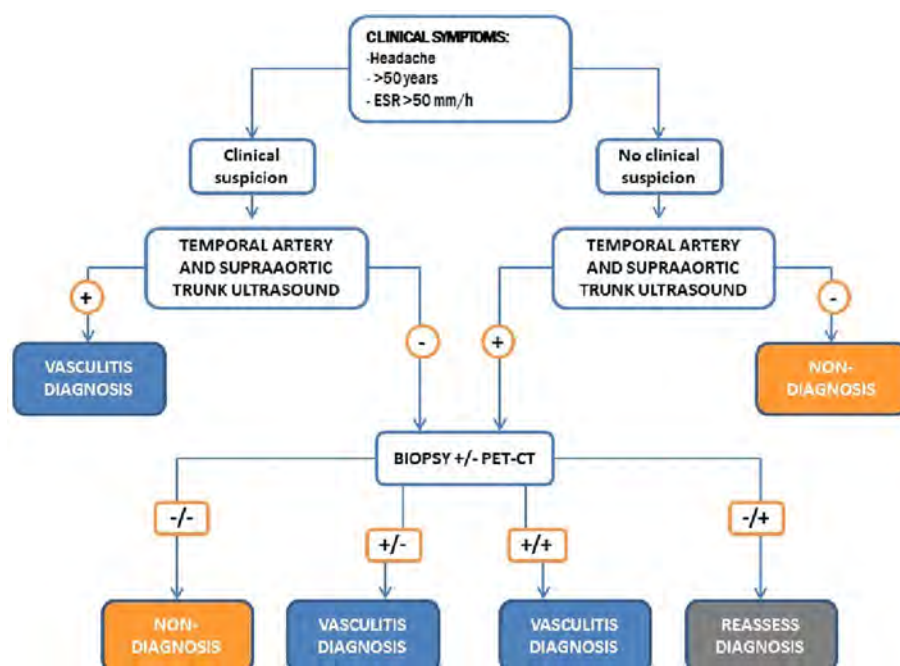 CLINICAL SYMPTOMS:
-Headache
- >50 years
- ESR >50 mm/h
Clinical
suspicion
No clinical
suspicion
TEMPORAL ARTERY
AND SUPRAAORTIC
TRUNK ULTRASOUND
TEMPORAL ARTERY
AND SUPRAAORTIC
TRUNK ULTRASOUND
+
-
+
-
VASCULITIS
DIAGNOSIS
NON-
DIAGNOSIS
BIOPSY +/- PET-CT
-/-
+/-
+/+
-/+
NON-
DIAGNOSIS
VASCULITIS
DIAGNOSIS
VASCULITIS
DIAGNOSIS
REASSESS
DIAGNOSIS